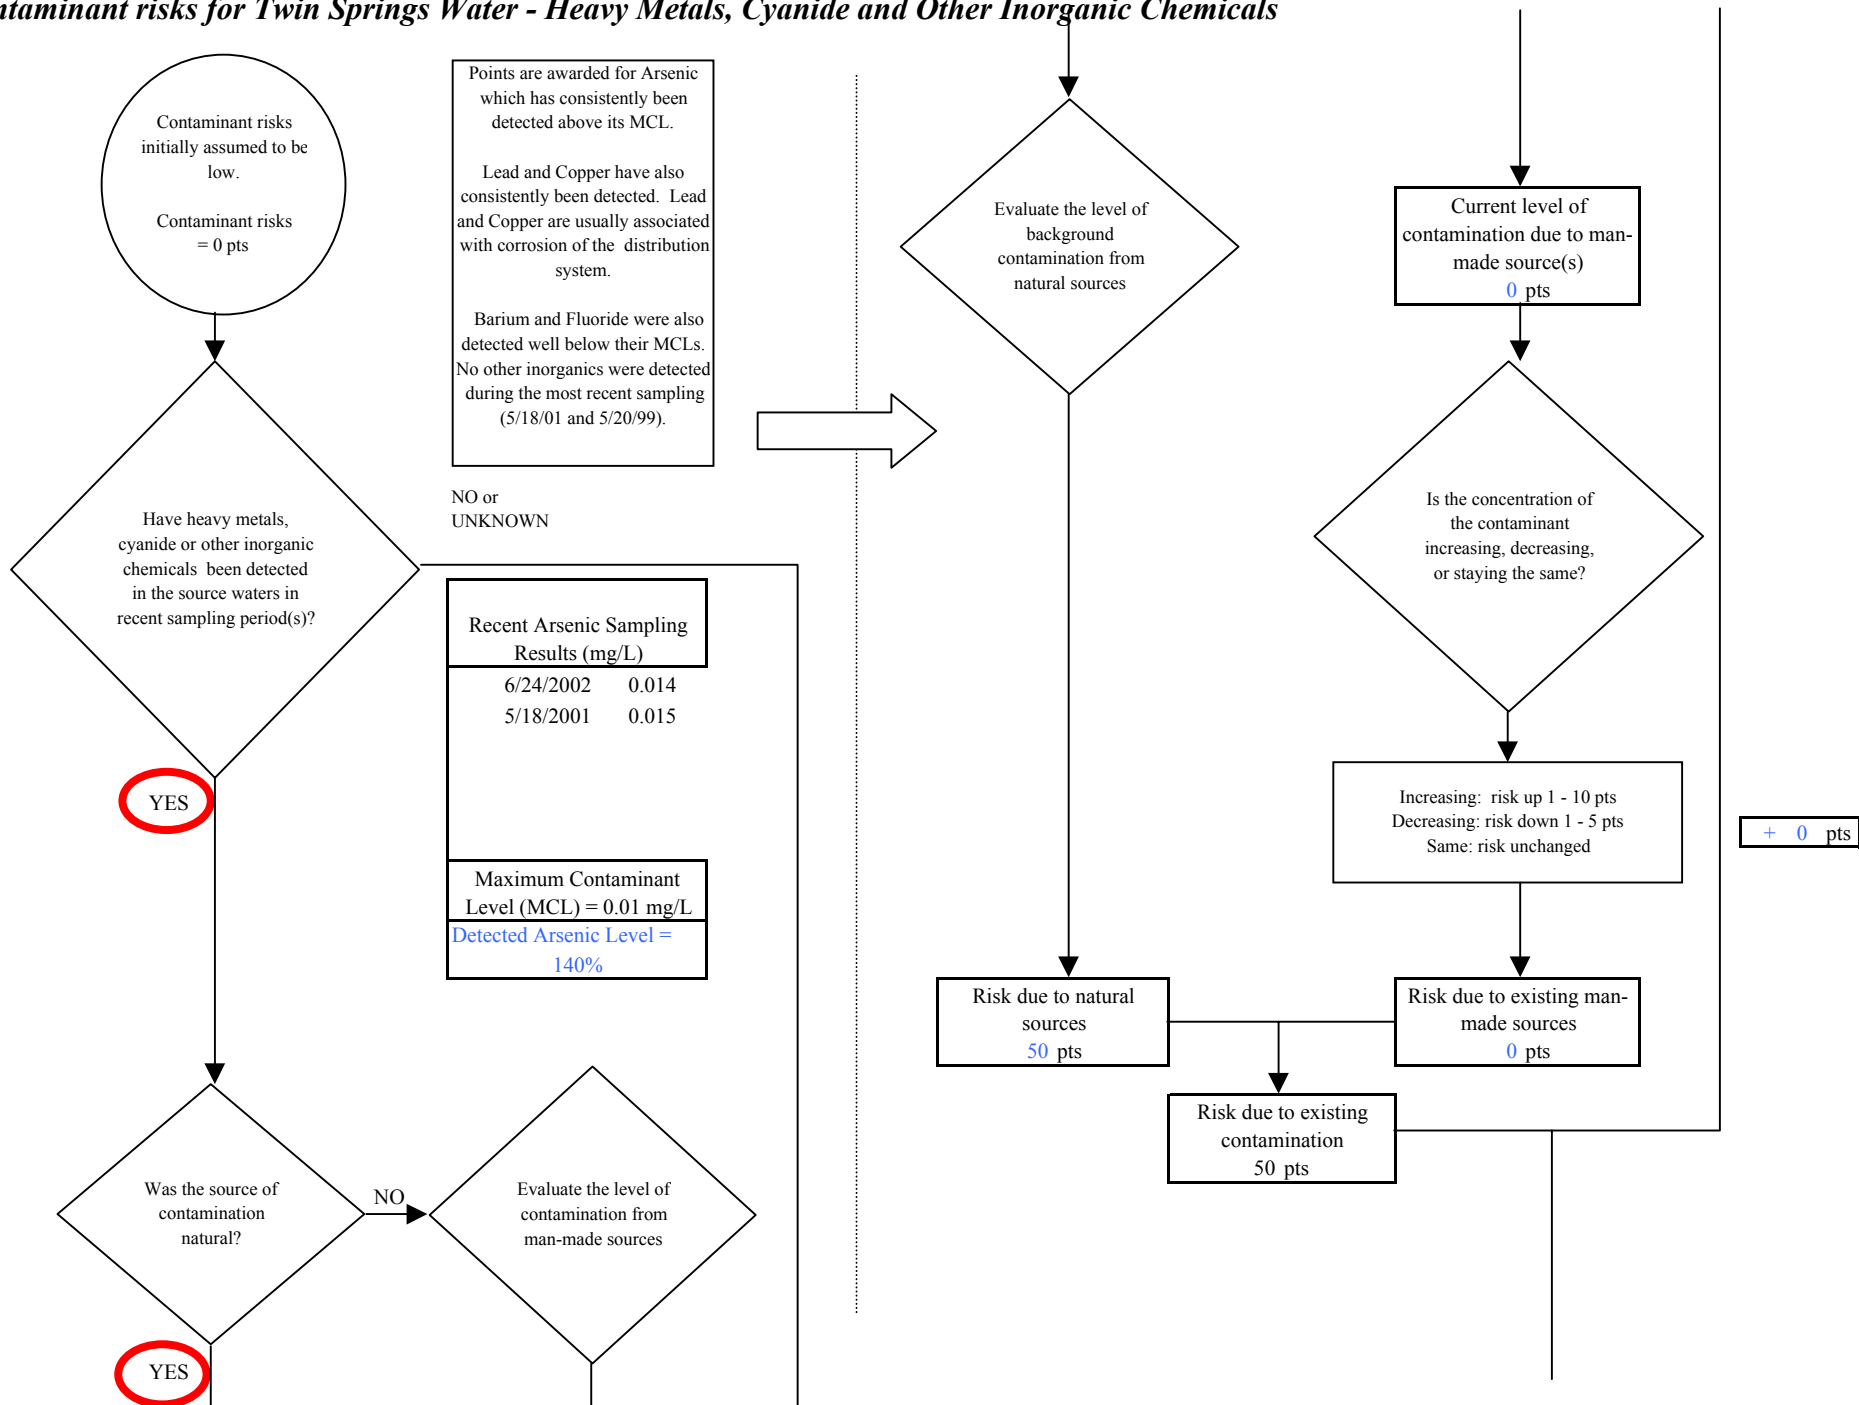 ntaminant risks for Twin Springs Water - Heavy Metals, Cyanide and Other Inorganic Chemicals
Contaminant risks
initially assumed to be
low.
Contaminant risks
= 0 pts
Points are awarded for Arsenic
which has consistently been
detected above its MCL.
Lead and Copper have also
consistently been detected. Lead
and Copper are usually associated
with corrosion of the distribution
system.
Barium and Fluoride were also
detected well below their MCLs.
No other inorganics were detected
during the most recent sampling
(5/18/01 and 5/20/99).
NO or
UNKNOWN
Have heavy metals,
cyanide or other inorganic
chemicals been detected
in the source waters in
recent sampling period(s)?
YES
Recent Arsenic Sampling
Results (mg/L)
6/24/2002 0.014
5/18/2001 0.015
Maximum Contaminant
Level (MCL) = 0.01 mg/L
Detected Arsenic Level =
140%
Was the source of
contamination
natural?
NO
YES
Evaluate the level of
contamination from
man-made sources
Evaluate the level of
background
contamination from
natural sources
Risk due to natural
sources
50 pts
Current level of
contamination due to man-
made source(s)
0 pts
Is the concentration of
the contaminant
increasing, decreasing,
or staying the same?
Increasing: risk up 1 - 10 pts
Decreasing: risk down 1 - 5 pts
Same: risk unchanged
+ 0 pts
Risk due to existing man-
made sources
0 pts
Risk due to existing
contamination
50 pts